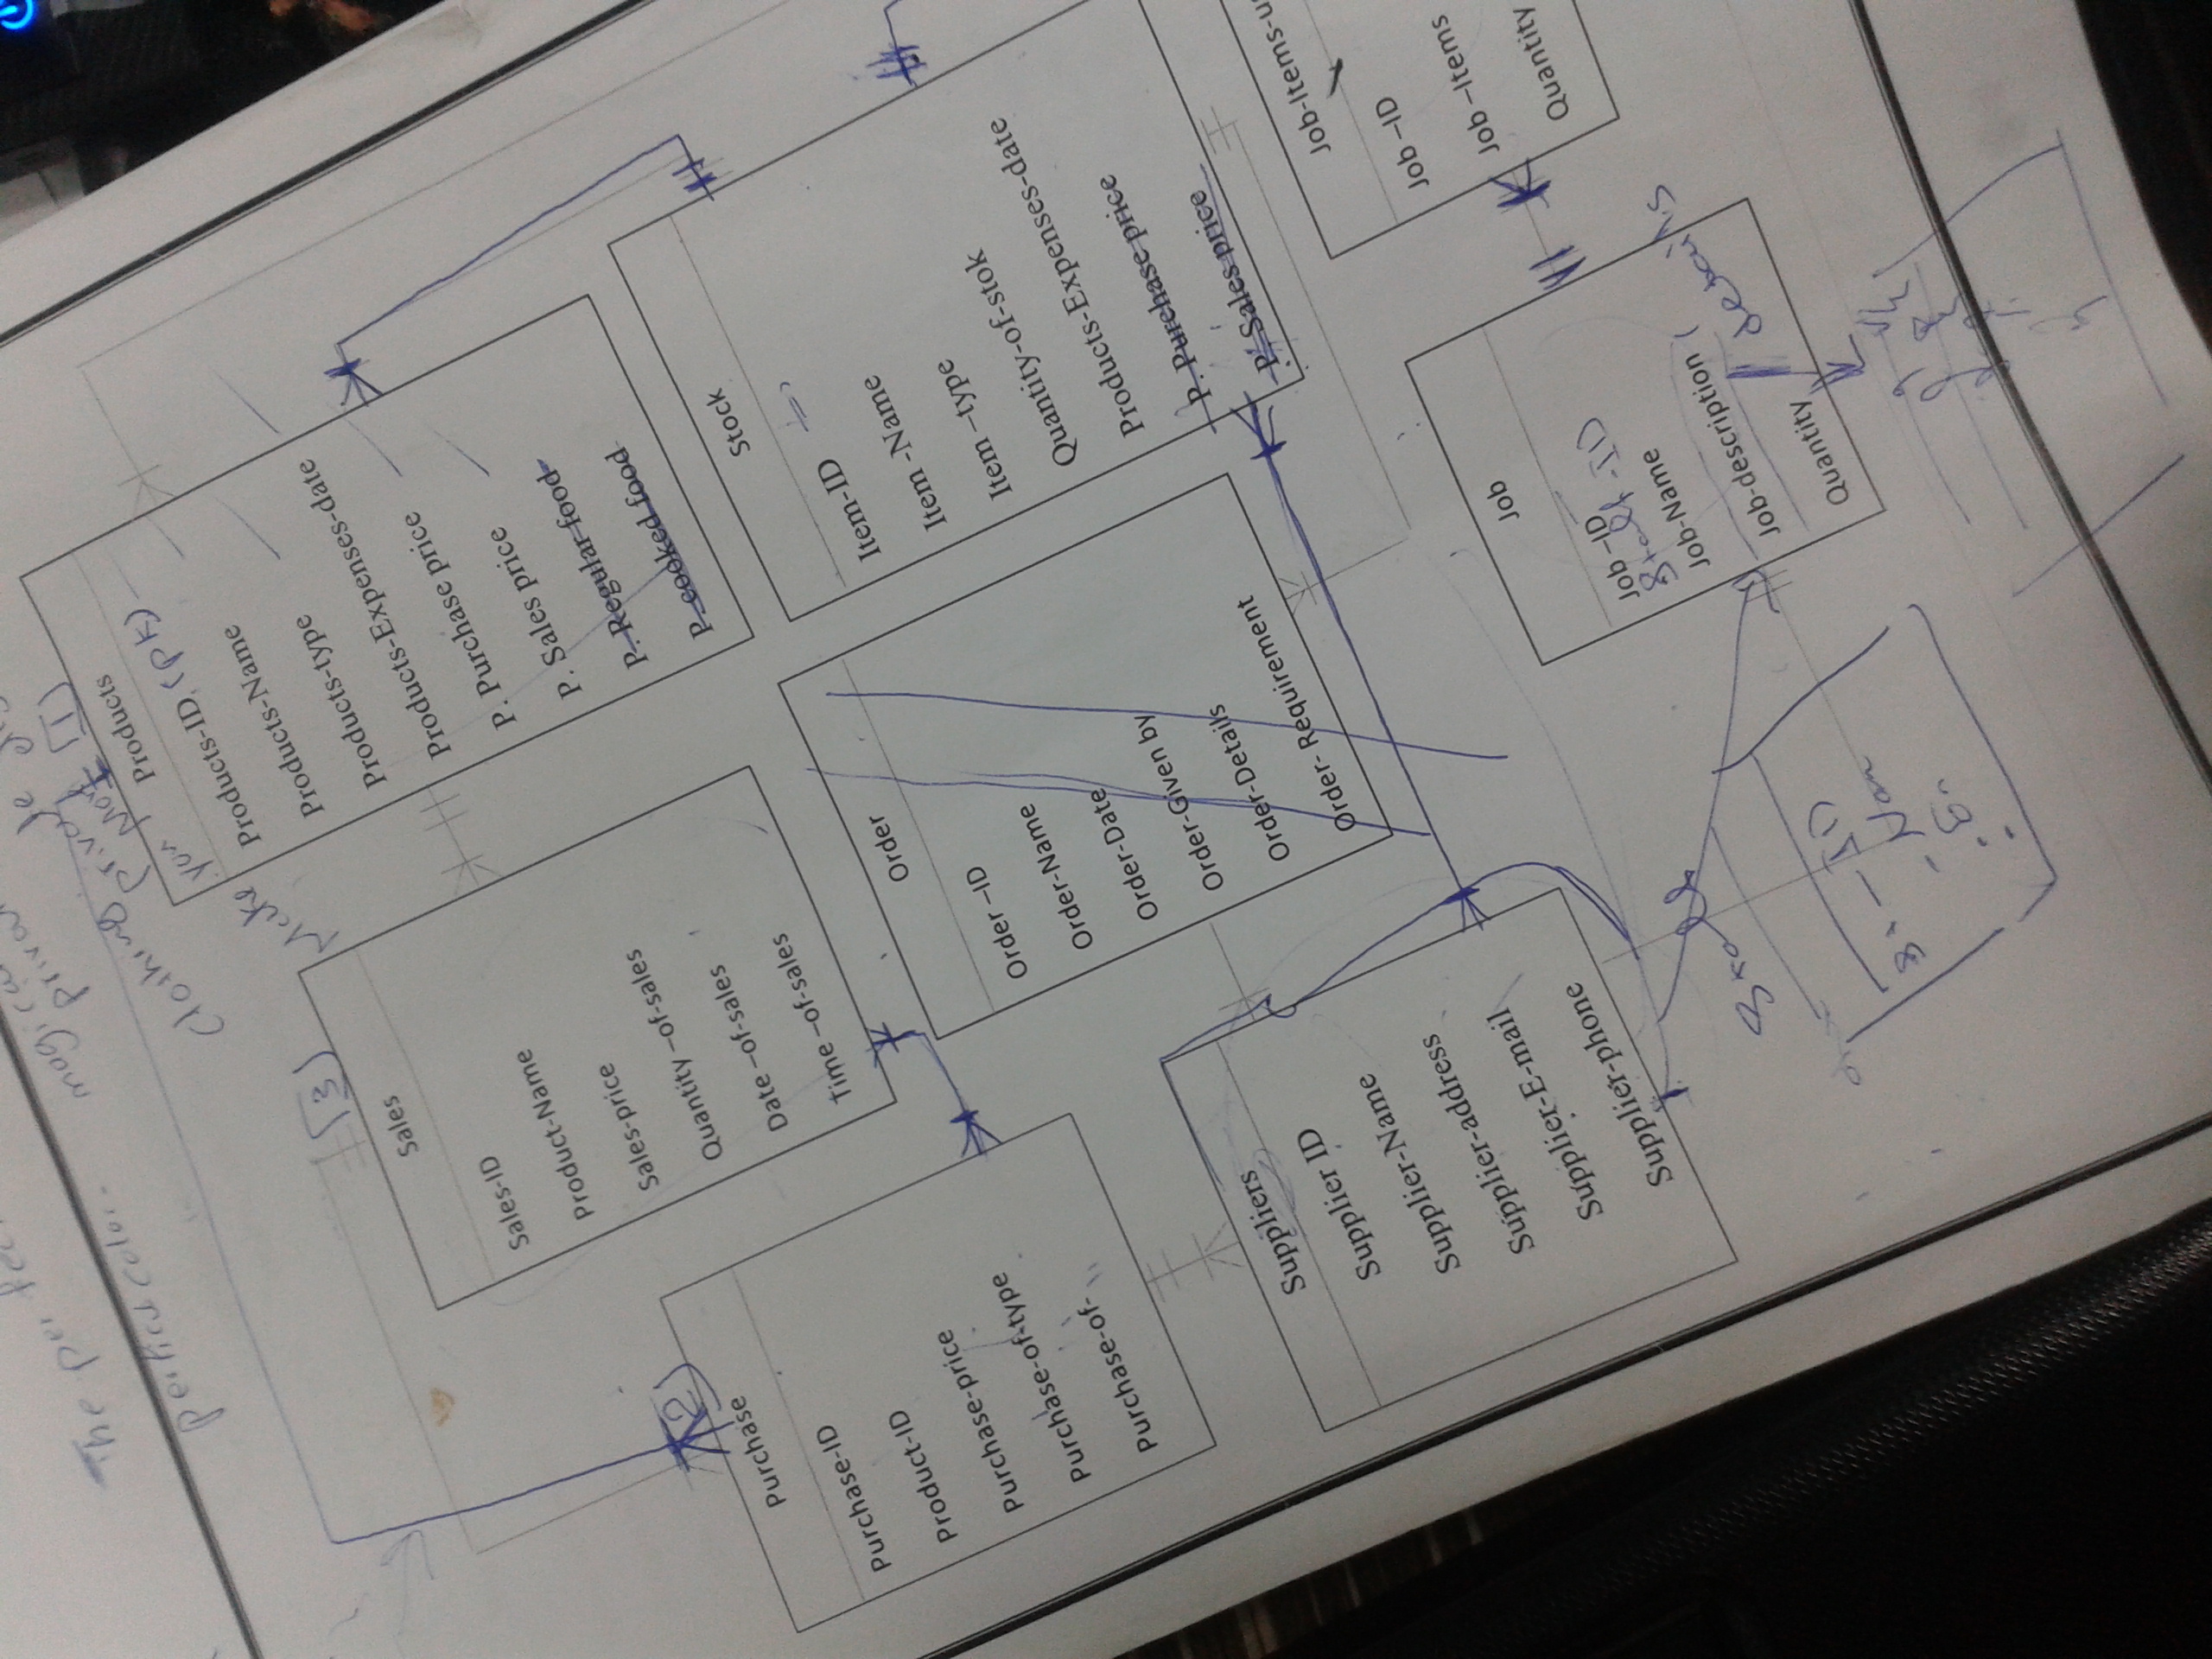 The
perfect color
magical
Clothing
private
Make
your
[1]
Products
Products-ID, (PK)
Products-Name
Products-type
Products-Expenses-date
P. Purchase price
P. Sales price
P. Regular food
P. cooked food
[3]
Sales
Sales-ID
Product-Name
Sales-price
Quantity –of-sales
Date –of-sales
Time –of-sales
[2]
Purchase
Purchase-ID
Product-ID
Purchase-price
Purchase-of-type
Purchase-of-
Stock
Item-ID
Item -Name
Item –type
Quantity-of-stok
Products-Expenses-date
P. Purchase price
P. Sales price
Order
Order –ID
Order-Name
Order-Date
Order-Given by
Order-Details
Order- Requirement
Suppliers
Supplier ID
Supplier-Name
Supplier-address
Supplier-E-mail
Supplier-phone
Job-Items-u
Job –ID
Job –Items
Quantity
Job
Job –ID
Staff-ID
Job-Name
Job-description
details
Quantity
Staff
St-ID
Nam